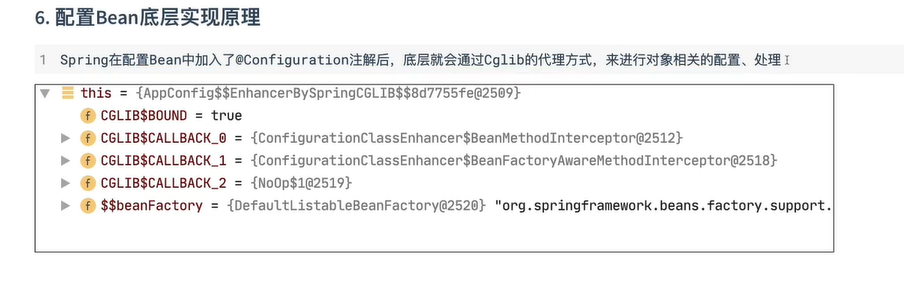 6. 配置Bean底层实现原理
1 Spring在配置Bean中加入了@Configuration注解后，底层就会通过Cglib的代理方式，来进行对象相关的配置、处理
this = {AppConfig$$EnhancerBySpringCGLIB$$8d7755fe@2509}
f CGLIB$BOUND = true
f CGLIB$CALLBACK_0 = {ConfigurationClassEnhancer$BeanMethodInterceptor@2512}
f CGLIB$CALLBACK_1 = {ConfigurationClassEnhancer$BeanFactoryAwareMethodInterceptor@2518}
f CGLIB$CALLBACK_2 = {NoOp$1@2519}
f $$beanFactory = {DefaultListableBeanFactory@2520} "org.springframework.beans.factory.support.